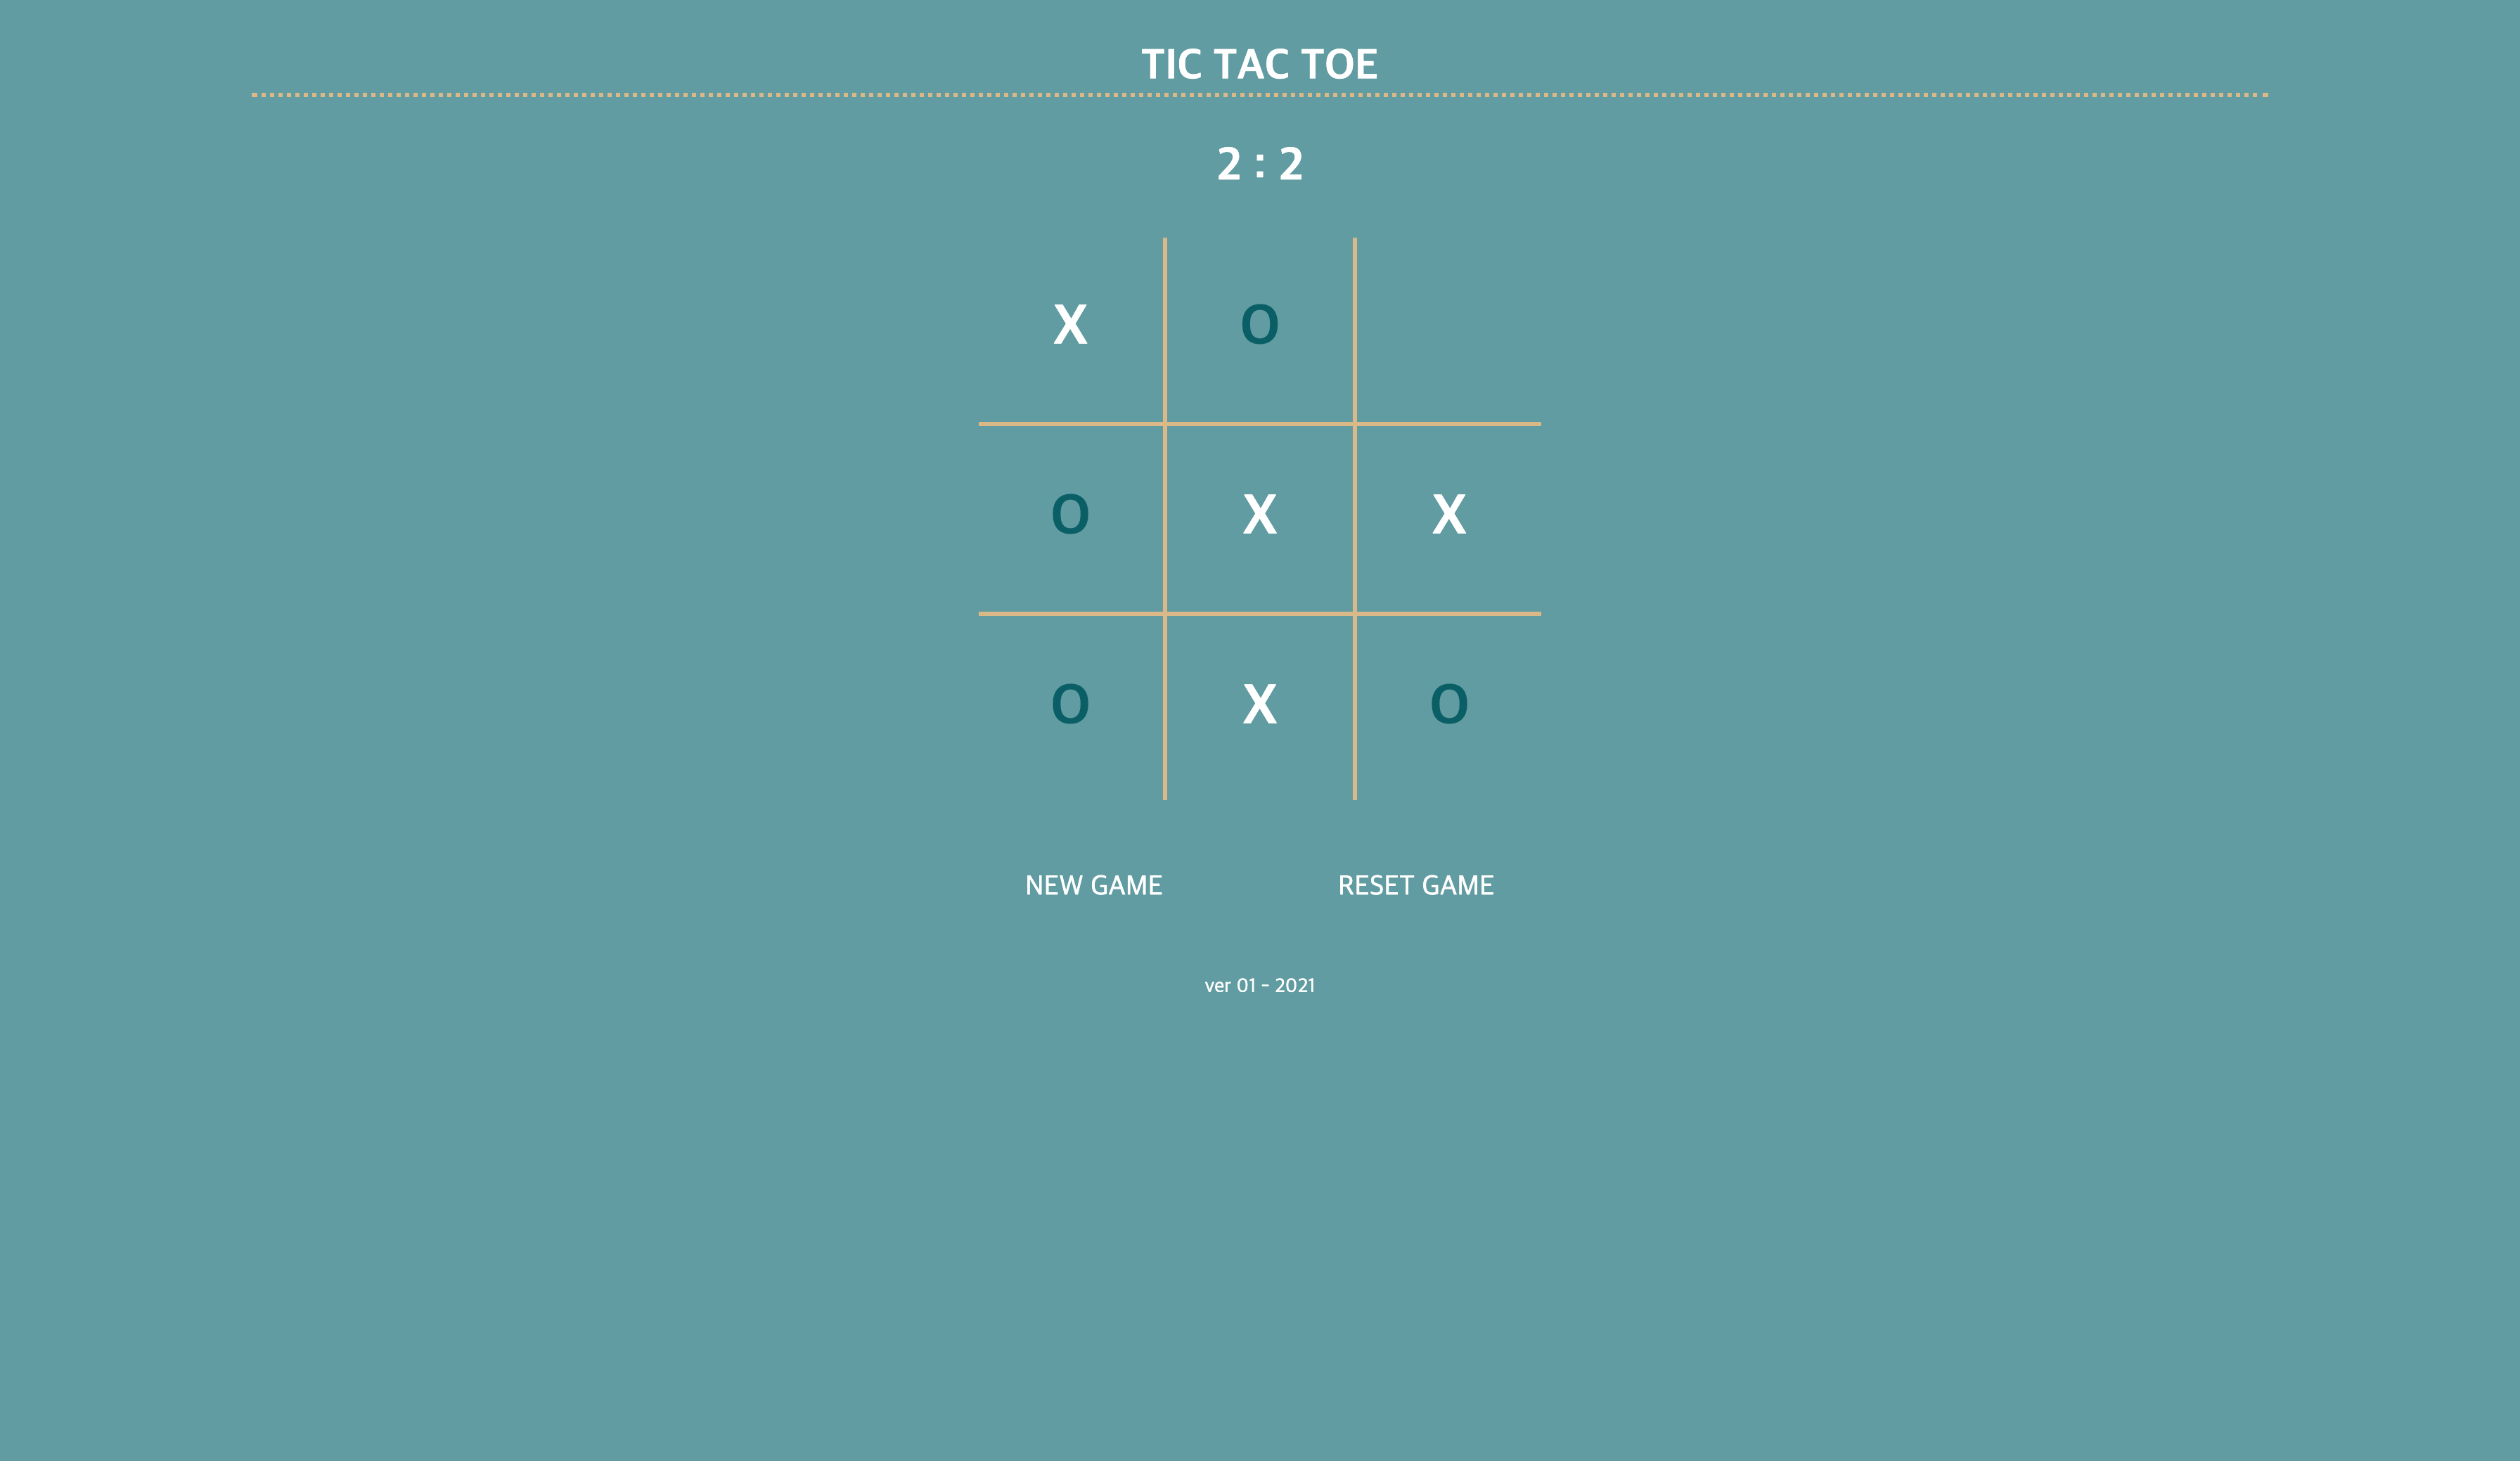 TIC TAC TOE
2 : 2
X O
O X X
O X O
NEW GAME RESET GAME
ver 01 - 2021